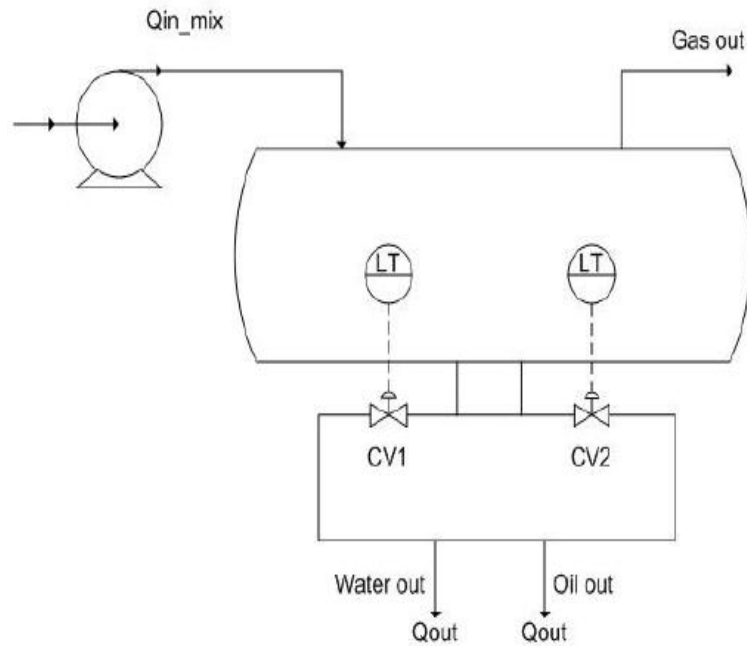 Qin_mix
Gas out
LT
LT
CV1
CV2
Water out
Oil out
Qout
Qout